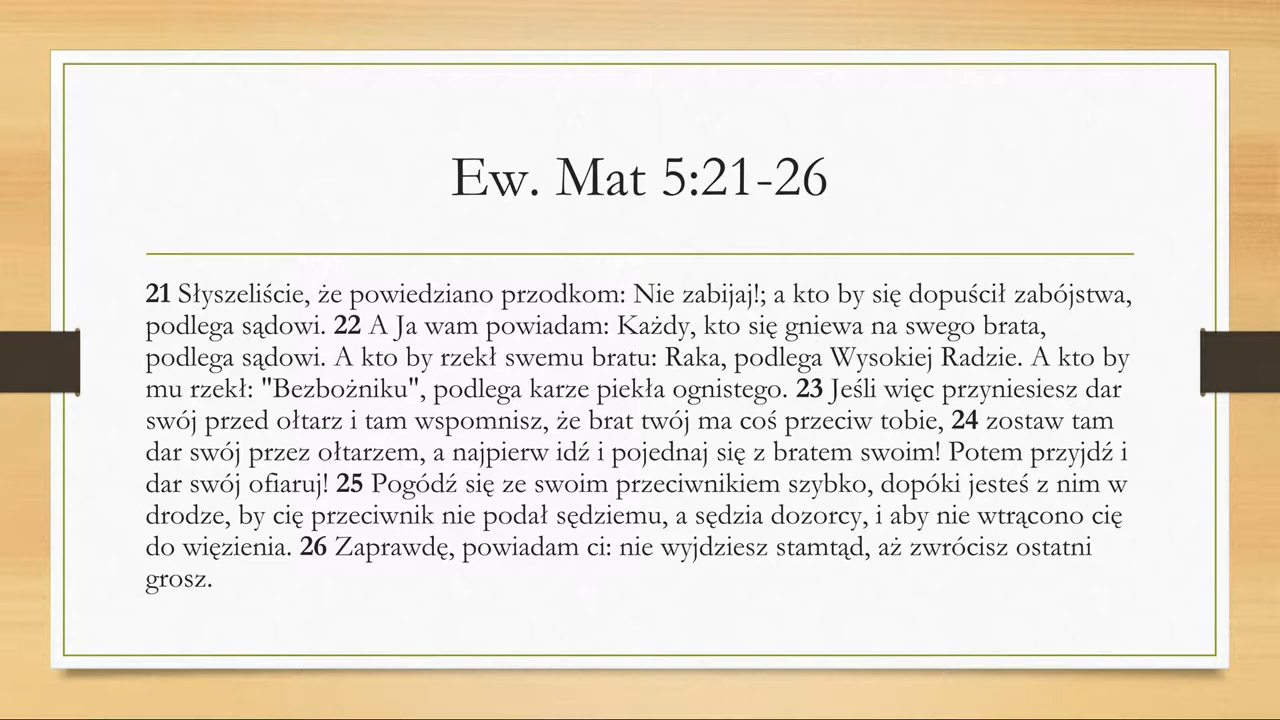 Ew. Mat 5:21-26
21 Słyszeliście, że powiedziano przodkom: Nie zabijaj!; a kto by się dopuścił zabójstwa,
podlega sądowi. 22 A Ja wam powiadam: Każdy, kto się gniewa na swego brata,
podlega sądowi. A kto by rzekł swemu bratu: Raka, podlega Wysokiej Radzie. A kto by
mu rzekł: "Bezbożniku", podlega karze piekła ognistego. 23 Jeśli więc przyniesiesz dar
swój przed ołtarz i tam wspomnisz, że brat twój ma coś przeciw tobie, 24 zostaw tam
dar swój przez ołtarzem, a najpierw idź i pojednaj się z bratem swoim! Potem przyjdź i
dar swój ofiaruj! 25 Pogódź się ze swoim przeciwnikiem szybko, dopóki jesteś z nim w
drodze, by cię przeciwnik nie podał sędziemu, a sędzia dozorcy, i aby nie wtrącono cię
do więzienia. 26 Zaprawdę, powiadam ci: nie wyjdziesz stamtąd, aż zwrócisz ostatni
grosz.